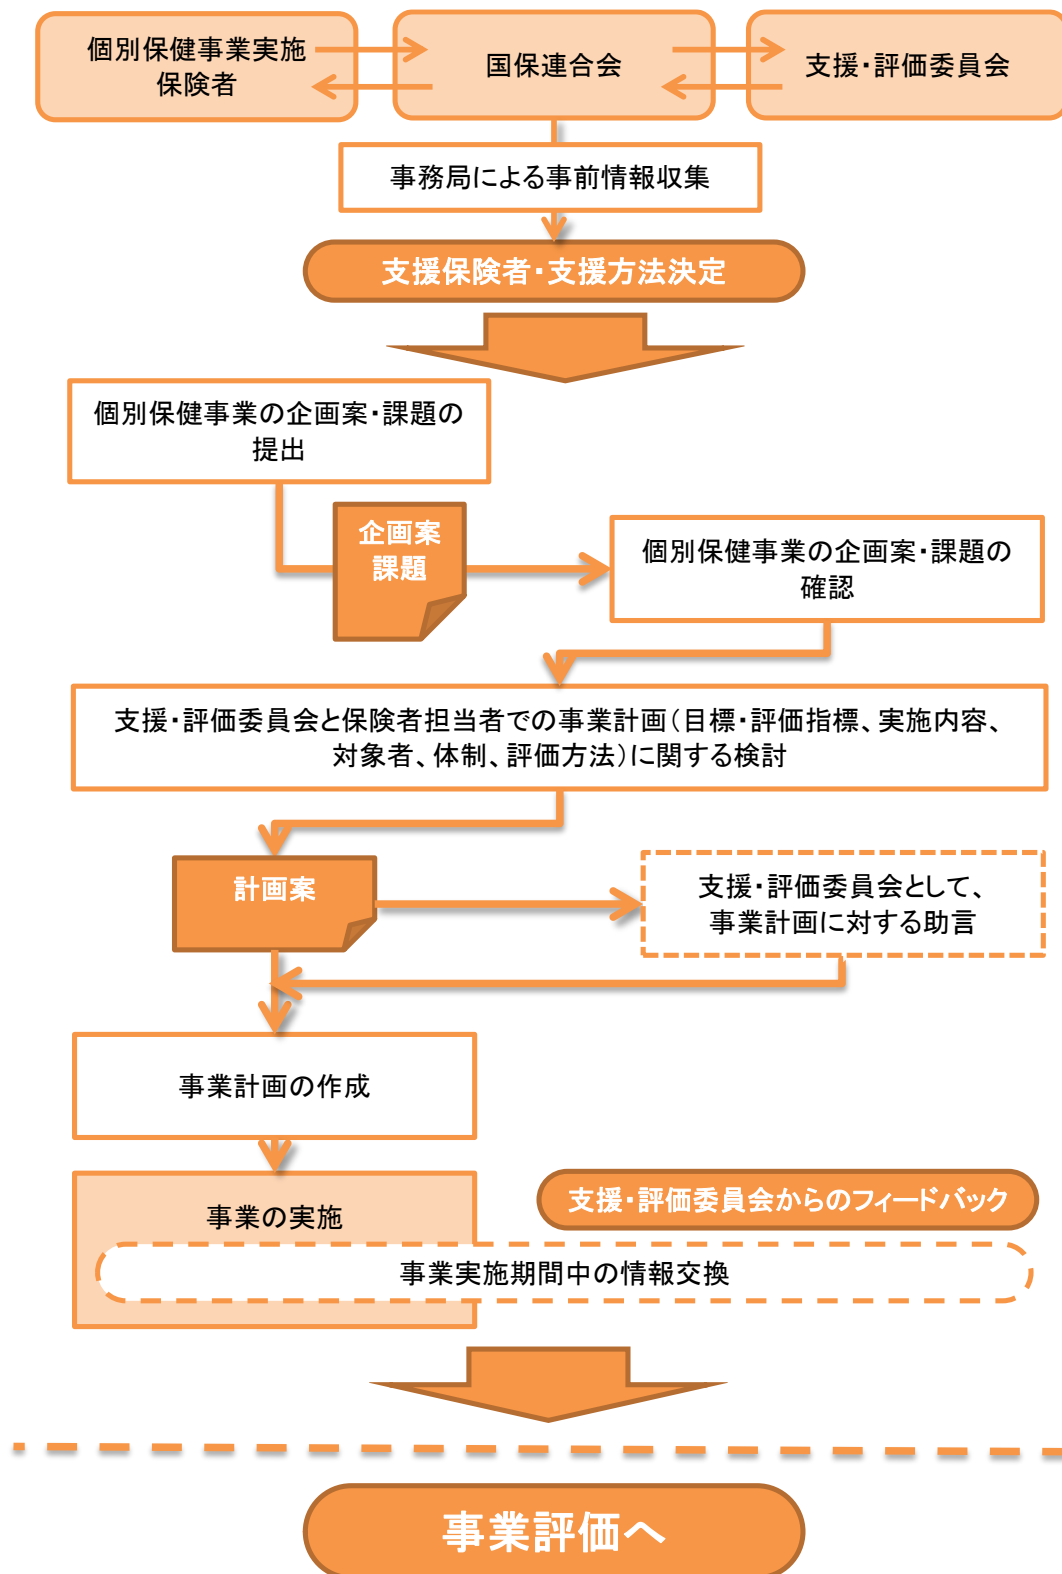 個別保健事業実施
保険者
国保連合会
支援・評価委員会
事務局による事前情報収集
支援保険者・支援方法決定
個別保健事業の企画案・課題の
提出
企画案
課題
個別保健事業の企画案・課題の
確認
支援・評価委員会と保険者担当者での事業計画（目標・評価指標、実施内容、
対象者、体制、評価方法）に関する検討
計画案
支援・評価委員会として、
事業計画に対する助言
事業計画の作成
支援・評価委員会からのフィードバック
事業の実施
事業実施期間中の情報交換
事業評価へ